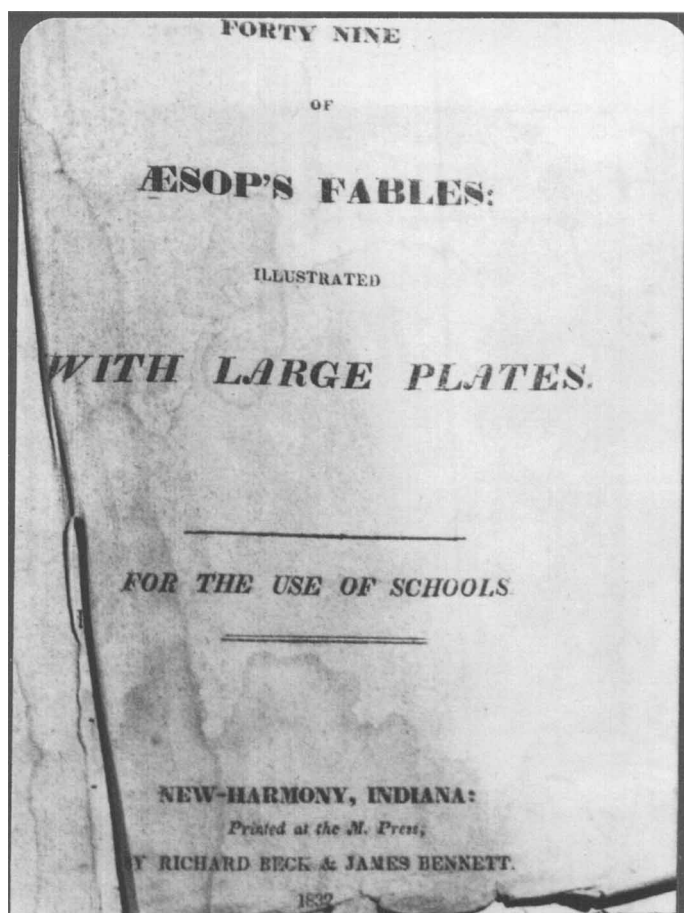 FORTY NINE
OF
ÆSOP'S FABLES:
ILLUSTRATED
WITH LARGE PLATES.
FOR THE USE OF SCHOOLS
NEW-HARMONY, INDIANA:
Printed at the M. Press,
Y RICHARD BECK & JAMES BENNETT.
1832